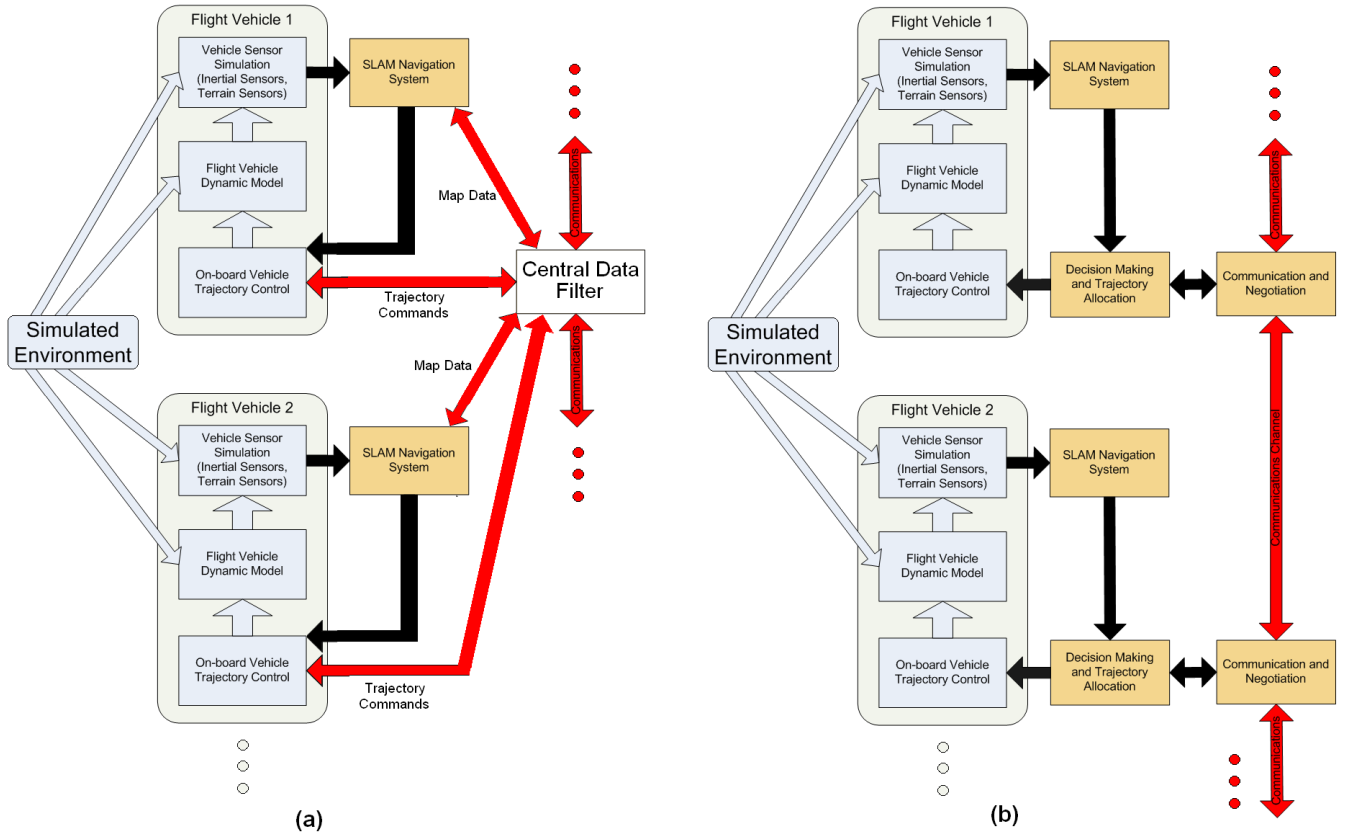 Flight Vehicle 1
Vehicle Sensor
Simulation
(Inertial Sensors,
Terrain Sensors)
SLAM Navigation
System
Flight Vehicle
Dynamic Model
Map Data
Communications
On-board Vehicle
Trajectory Control
Central Data
Filter
Trajectory
Commands
Simulated
Environment
Map Data
Communications
Flight Vehicle 2
Vehicle Sensor
Simulation
(Inertial Sensors,
Terrain Sensors)
SLAM Navigation
System
Flight Vehicle
Dynamic Model
On-board Vehicle
Trajectory Control
Trajectory
Commands
(a)
Flight Vehicle 1
Vehicle Sensor
Simulation
(Inertial Sensors,
Terrain Sensors)
SLAM Navigation
System
Flight Vehicle
Dynamic Model
Communications
On-board Vehicle
Trajectory Control
Decision Making
and Trajectory
Allocation
Communication and
Negotiation
Simulated
Environment
Communications Channel
Flight Vehicle 2
Vehicle Sensor
Simulation
(Inertial Sensors,
Terrain Sensors)
SLAM Navigation
System
Flight Vehicle
Dynamic Model
On-board Vehicle
Trajectory Control
Decision Making
and Trajectory
Allocation
Communication and
Negotiation
Communications
(b)